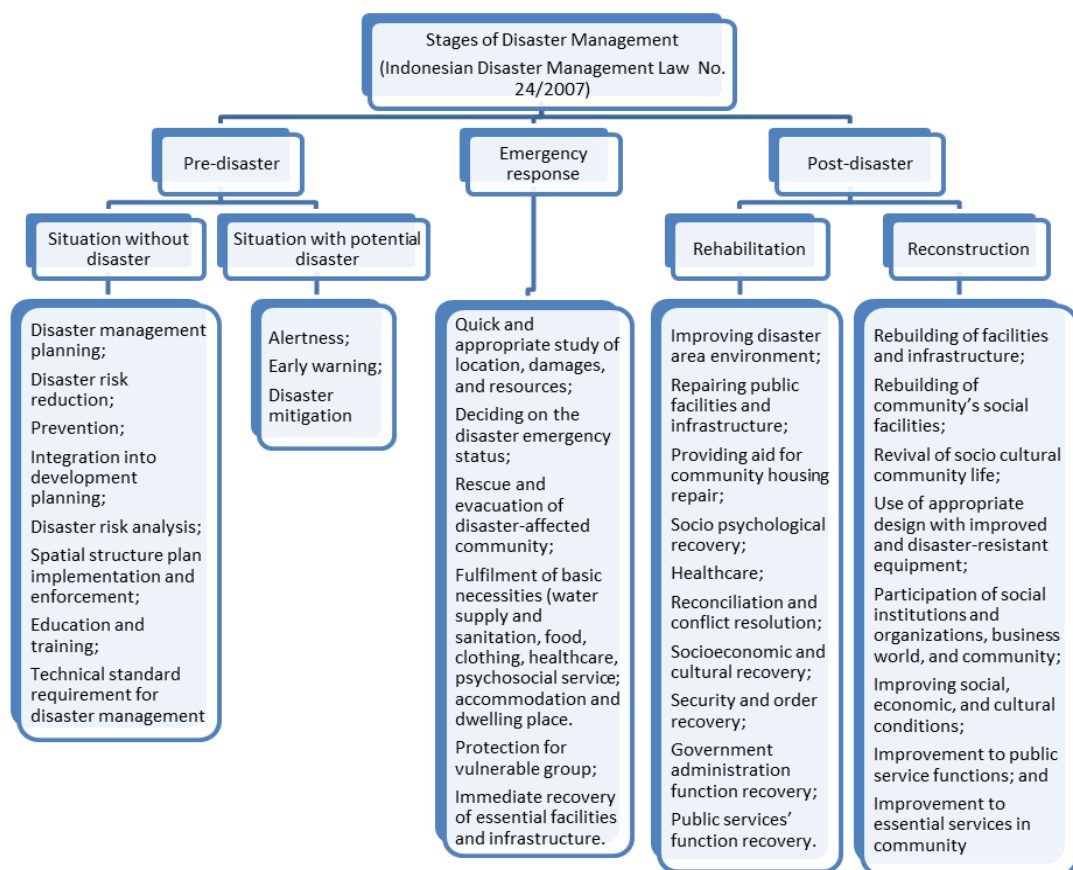 Stages of Disaster Management
(Indonesian Disaster Management Law No.
24/2007)
Pre-disaster
Emergency
response
Post-disaster
Situation without
disaster
Situation with potential
disaster
Rehabilitation
Reconstruction
Disaster management
planning;
Disaster risk
reduction;
Prevention;
Integration into
development
planning;
Disaster risk analysis;
Spatial structure plan
implementation and
enforcement;
Education and
training;
Technical standard
requirement for
disaster management
Alertness;
Early warning;
Disaster
mitigation
Quick and
appropriate study of
location, damages,
and resources;
Deciding on the
disaster emergency
status;
Rescue and
evacuation of
disaster-affected
community;
Fulfilment of basic
necessities (water
supply and
sanitation, food,
clothing, healthcare,
psychosocial service;
accommodation and
dwelling place.
Protection for
vulnerable group;
Immediate recovery
of essential facilities
and infrastructure.
Improving disaster
area environment;
Repairing public
facilities and
infrastructure;
Providing aid for
community housing
repair;
Socio psychological
recovery;
Healthcare;
Reconciliation and
conflict resolution;
Socioeconomic and
cultural recovery;
Security and order
recovery;
Government
administration
function recovery;
Public services’
function recovery.
Rebuilding of facilities
and infrastructure;
Rebuilding of
community’s social
facilities;
Revival of socio cultural
community life;
Use of appropriate
design with improved
and disaster-resistant
equipment;
Participation of social
institutions and
organizations, business
world, and community;
Improving social,
economic, and cultural
conditions;
Improvement to public
service functions; and
Improvement to
essential services in
community